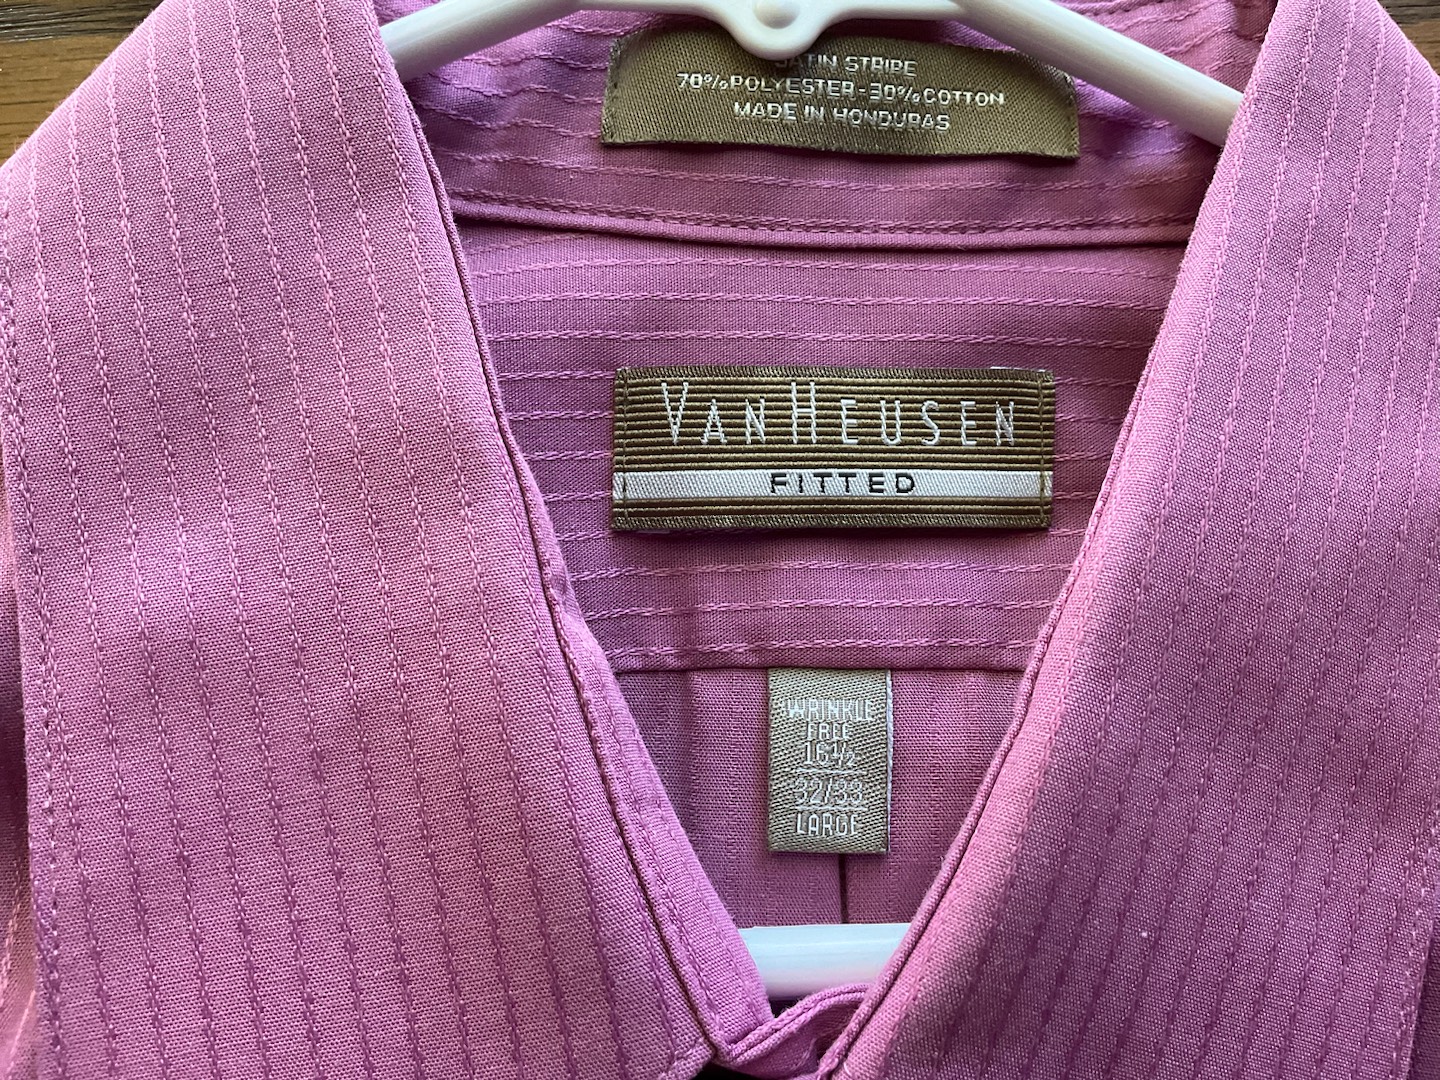 SATIN STRIPE
70% POLYESTER - 30% COTTON
MADE IN HONDURAS
VAN HEUSEN
FITTED
WRINKLE
FREE
16½
32/33
LARGE